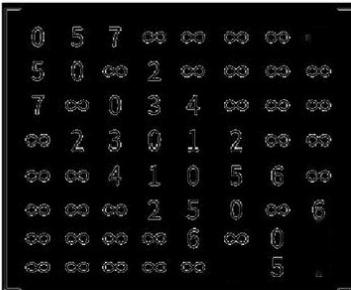 0 5 7 ∞ ∞ ∞ ∞
5 0 ∞ 2 ∞ ∞ ∞ ∞
7 ∞ 0 3 4 ∞ ∞ ∞
∞ 2 3 0 1 2 ∞ ∞
∞ ∞ 4 1 0 5 6 ∞
∞ ∞ ∞ 2 5 0 ∞ 6
∞ ∞ ∞ ∞ 6 ∞ 0
∞ ∞ ∞ ∞ ∞ 5